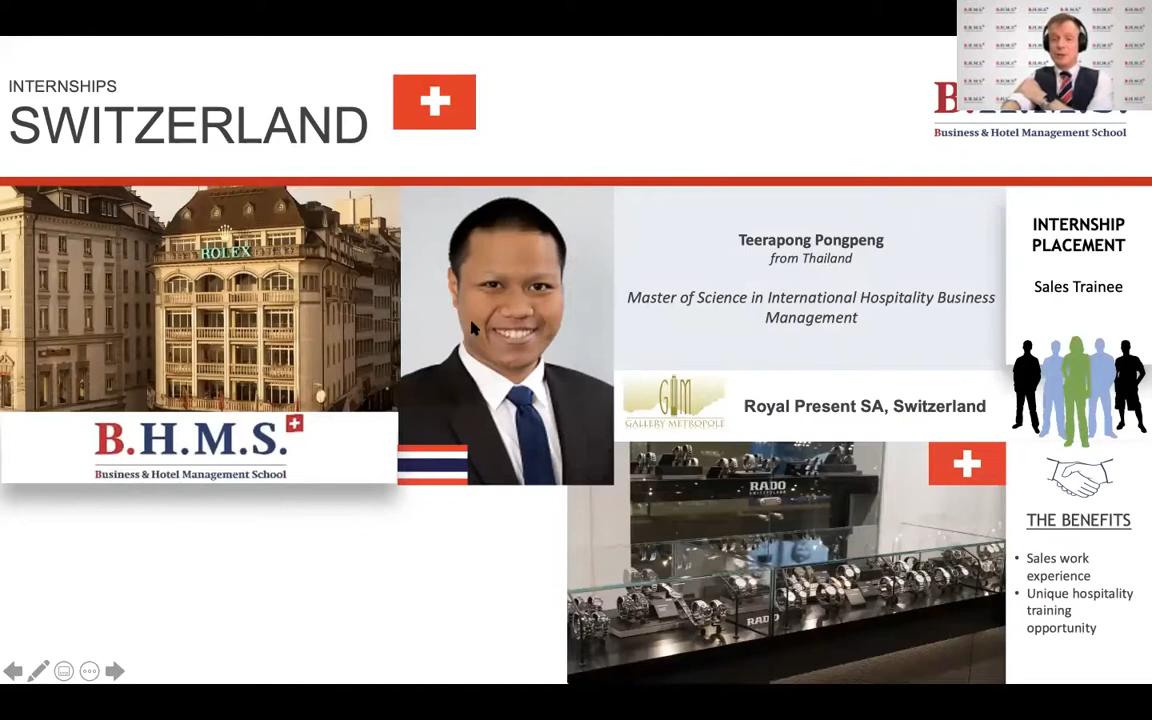 INTERNSHIPS
SWITZERLAND
Business & Hotel Management School
ROLEX
B.H.M.S.
Business & Hotel Management School
Teerapong Pongpeng
from Thailand
Master of Science in International Hospitality Business
Management
GALLERY METROPOLE
Royal Present SA, Switzerland
RADO
SWITZERLAND
RADO
INTERNSHIP
PLACEMENT
Sales Trainee
THE BENEFITS
• Sales work
experience
• Unique hospitality
training
opportunity